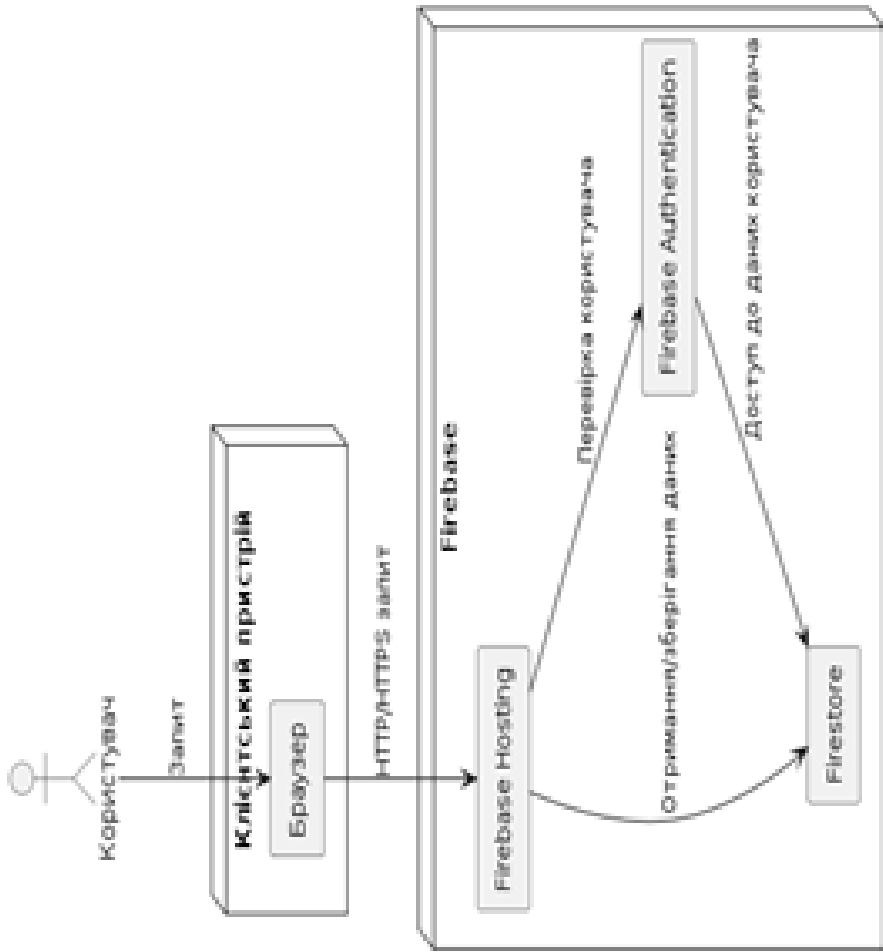 Користувач
Запит
Клієнтський пристрій
Браузер
HTTP/HTTPS запит
Firebase
Firebase Hosting
Перевірка користувача
Firebase Authentication
Отримання/зберігання даних
Доступ до даних користувача
Firestore